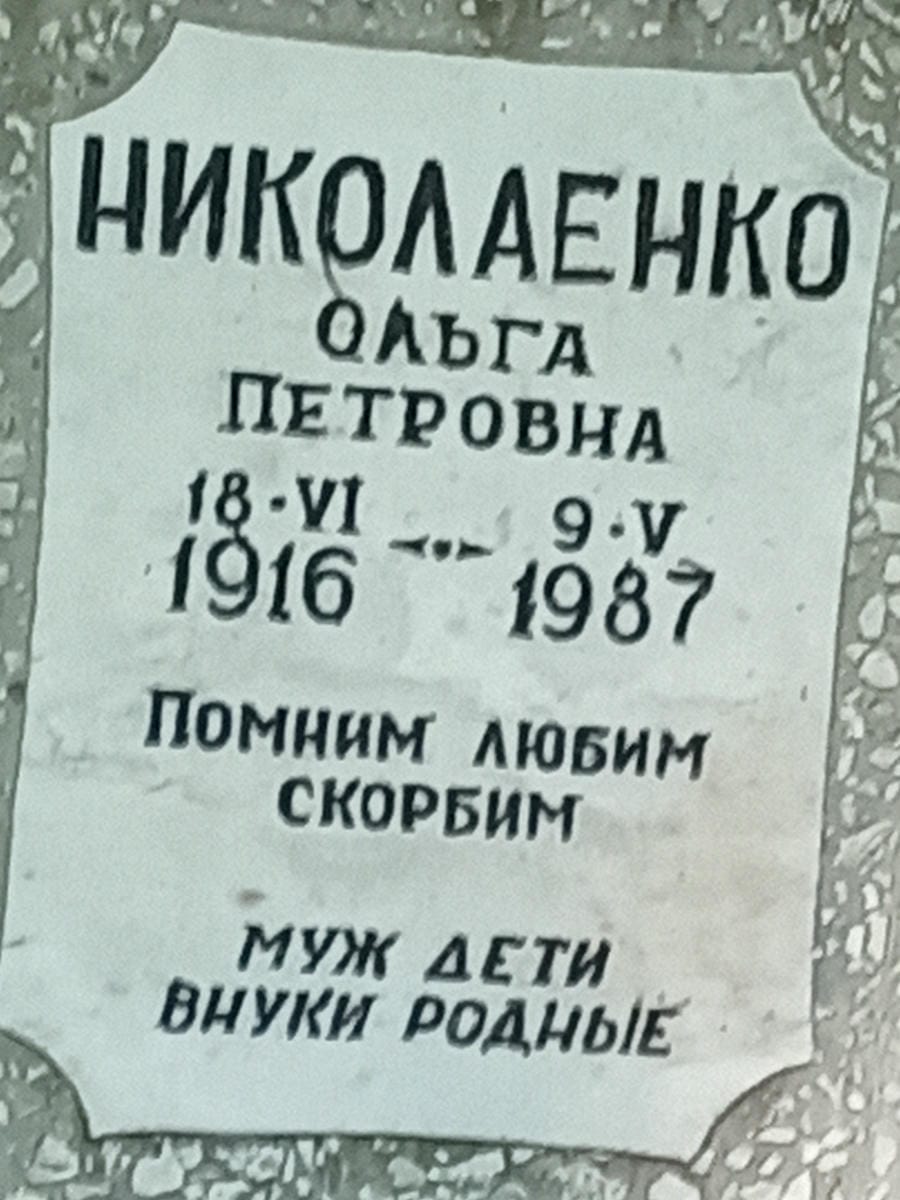 НИКОЛАЕНКО
ОЛЬГА
ПЕТРОВНА
18·VI 9·V
1916 1987
ПОМНИМ ЛЮБИМ
СКОРБИМ
МУЖ ДЕТИ
ВНУКИ РОДНЫЕ